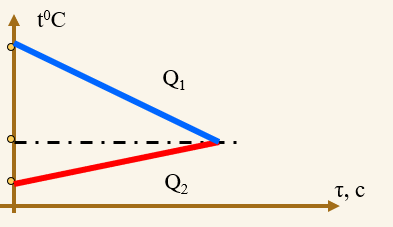 t⁰C
Q₁
Q₂
τ, c